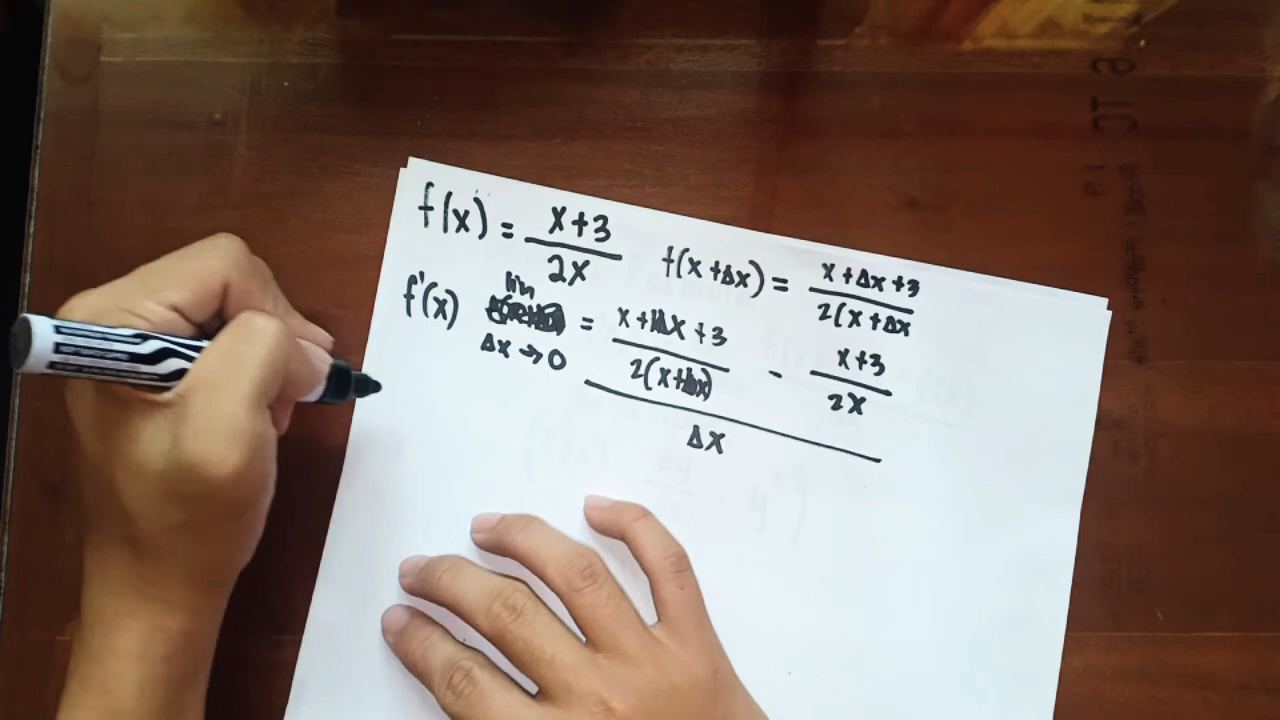 f(x) = x+3 / 2x
f(x+Δx) = x+Δx+3 / 2(x+Δx
f'(x) lim Δx→0 = x+Δx+3 / 2(x+Δx) - x+3 / 2x
Δx